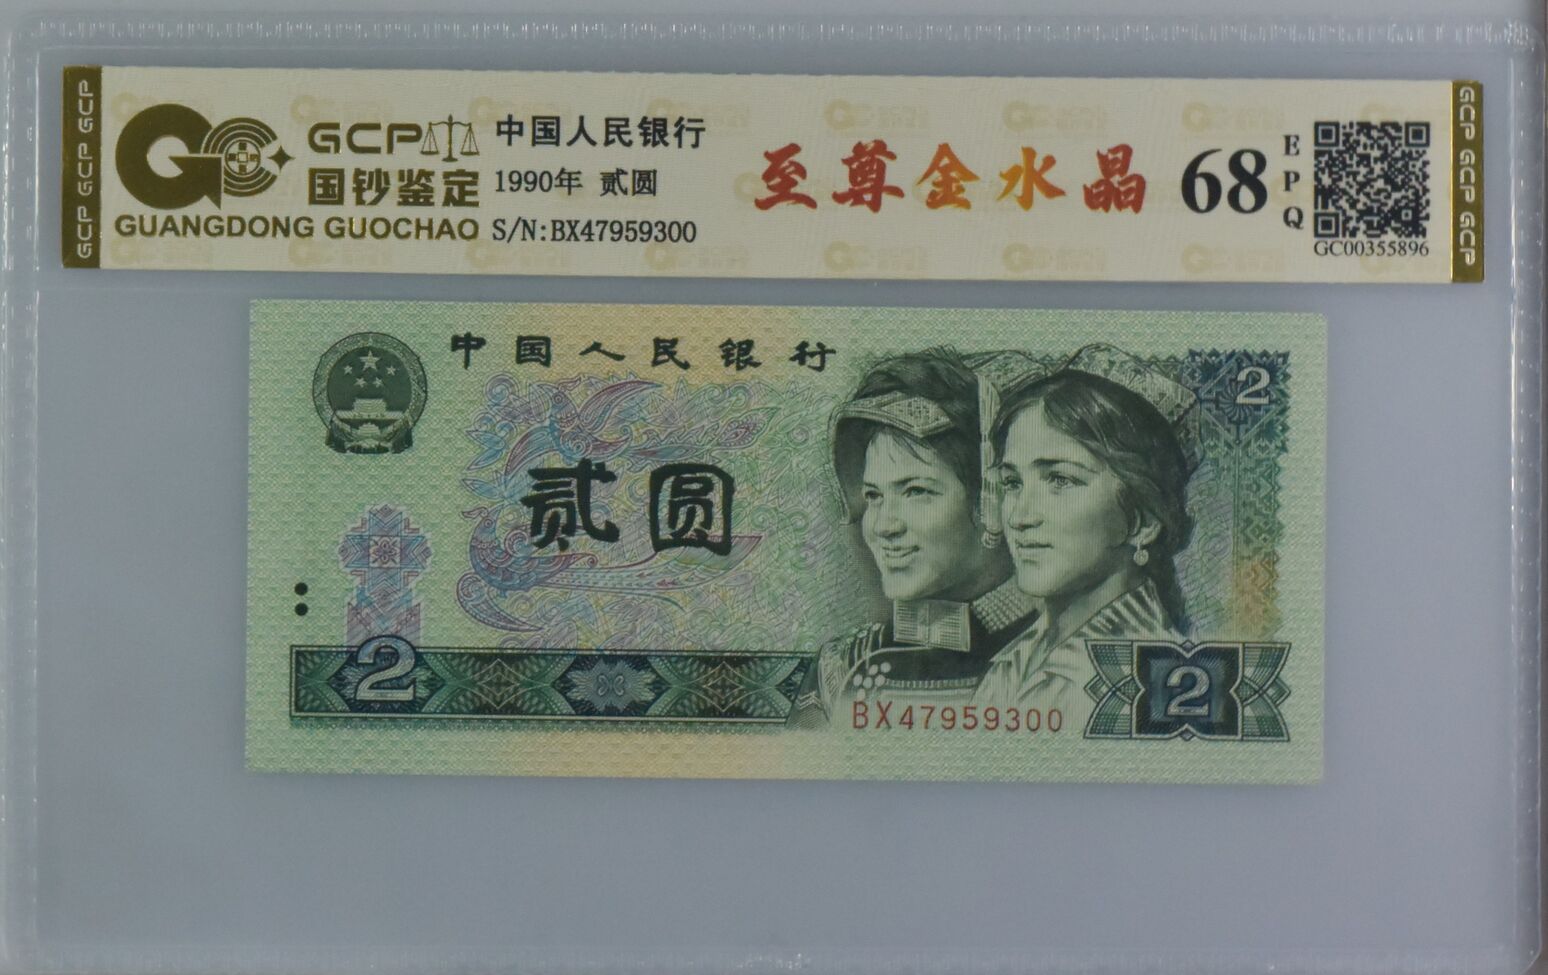 GCP GCP GCP
GCP
国钞鉴定
GUANGDONG GUOCHAO
中国人民银行
1990年 贰圆
S/N:BX47959300
至尊金水晶
68
EPQ
GC00355896
GCP GCP GCP
中国人民银行
2
贰圆
2
BX47959300
2